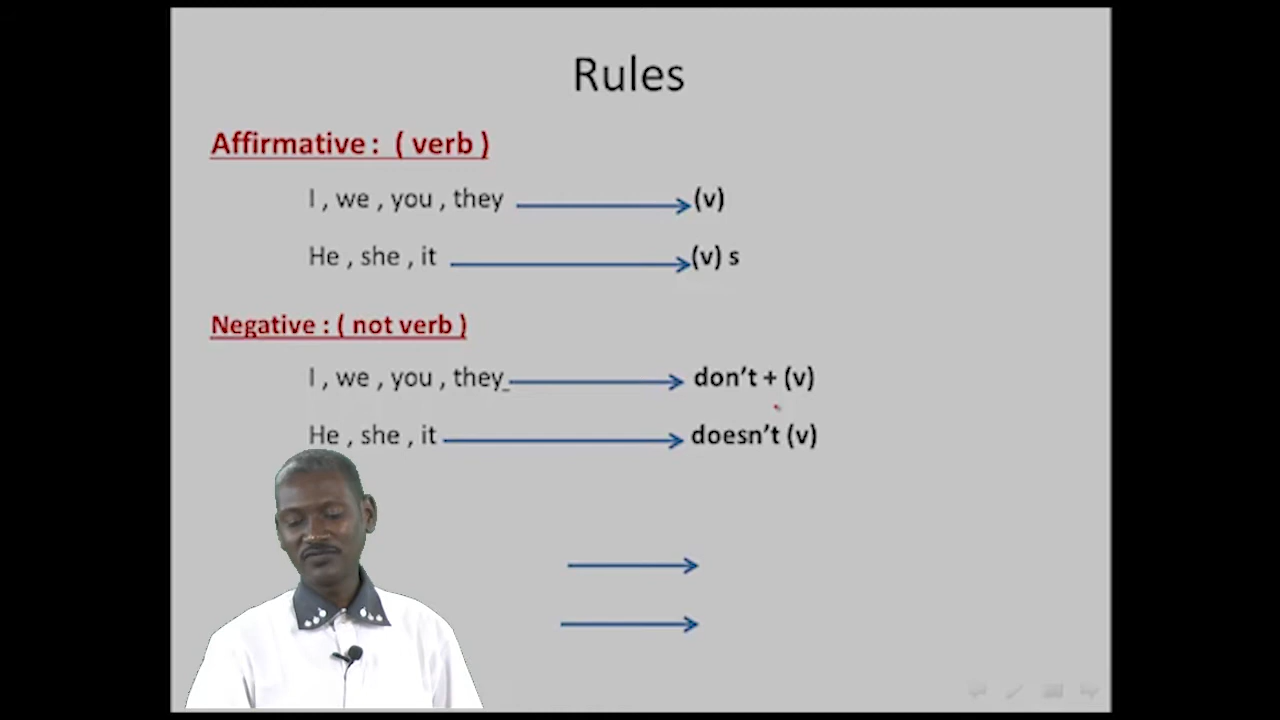 Rules
Affirmative : ( verb )
I , we , you , they (v)
He , she , it (v) s
Negative : ( not verb )
I , we , you , they don't + (v)
He , she , it doesn't (v)